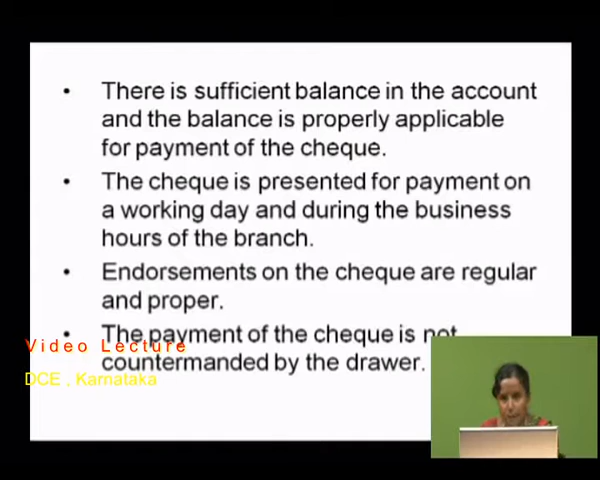 • There is sufficient balance in the account
and the balance is properly applicable
for payment of the cheque.
• The cheque is presented for payment on
a working day and during the business
hours of the branch.
• Endorsements on the cheque are regular
and proper.
• The payment of the cheque is not
Video Lecture
countermanded by the drawer.
DCE , Karnataka